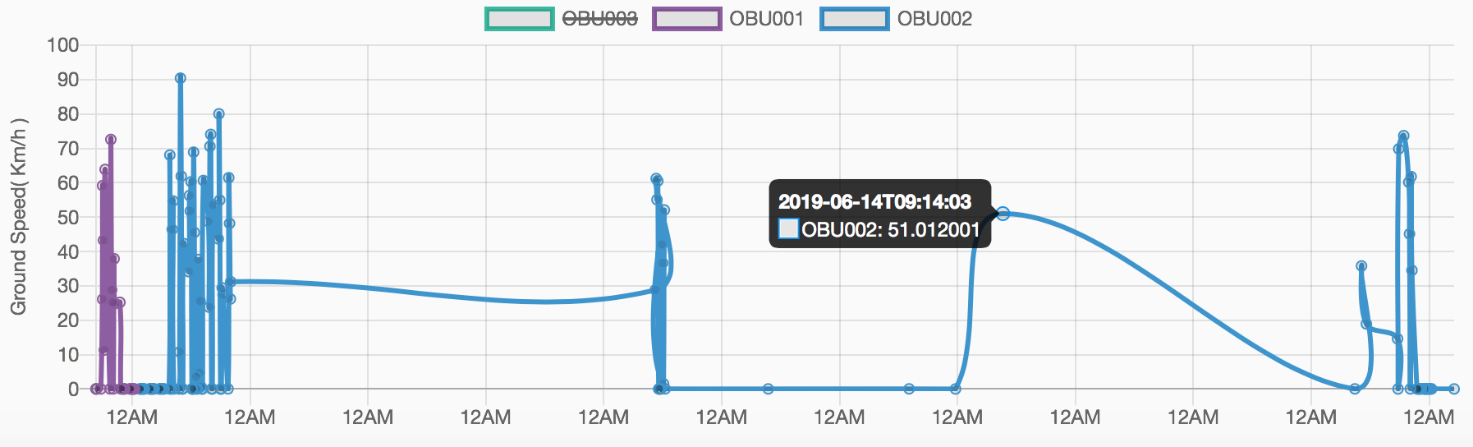 OBU003 OBU001 OBU002
Ground Speed( Km/h )
100
90
80
70
60
50
40
30
20
10
0
2019-06-14T09:14:03
OBU002: 51.012001
12AM 12AM 12AM 12AM 12AM 12AM 12AM 12AM 12AM 12AM 12AM 12AM